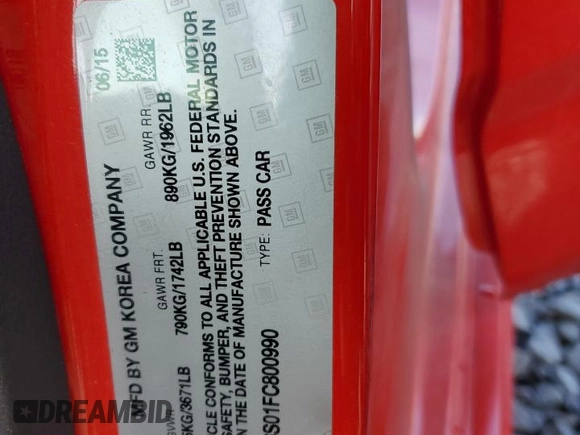 MFD BY GM KOREA COMPANY
06/15
GAWR FRT.
GAWR RR.
790KG/1742LB
890KG/1962LB
KG/3671LB
CLE CONFORMS TO ALL APPLICABLE U.S. FEDERAL MOTOR
SAFETY, BUMPER, AND THEFT PREVENTION STANDARDS IN
N THE DATE OF MANUFACTURE SHOWN ABOVE.
S01FC800990
TYPE: PASS CAR
GM
DREAMBID